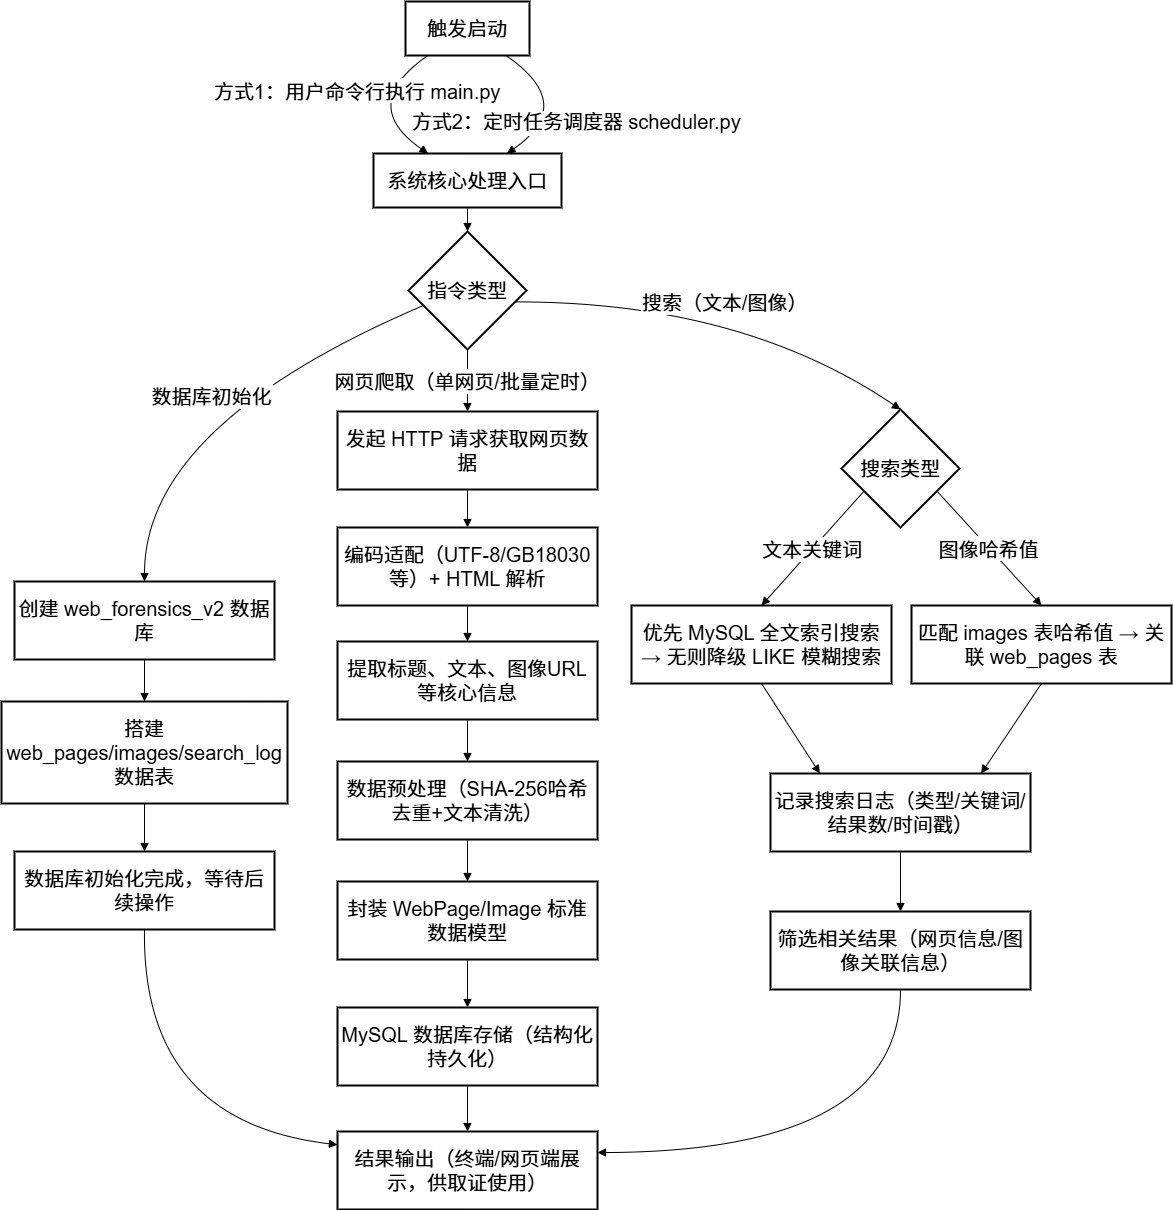 触发启动
方式1：用户命令行执行 main.py
方式2：定时任务调度器 scheduler.py
系统核心处理入口
指令类型
搜索（文本/图像）
数据库初始化
网页爬取（单网页/批量定时）
发起 HTTP 请求获取网页数
据
搜索类型
编码适配（UTF-8/GB18030
等）+ HTML 解析
文本关键词
图像哈希值
创建 web_forensics_v2 数据
库
优先 MySQL 全文索引搜索
→ 无则降级 LIKE 模糊搜索
匹配 images 表哈希值 → 关
联 web_pages 表
提取标题、文本、图像URL
等核心信息
搭建
web_pages/images/search_log
数据表
数据预处理（SHA-256哈希
去重+文本清洗）
记录搜索日志（类型/关键词/
结果数/时间戳）
数据库初始化完成，等待后
续操作
封装 WebPage/Image 标准
数据模型
筛选相关结果（网页信息/图
像关联信息）
MySQL 数据库存储（结构化
持久化）
结果输出（终端/网页端展
示，供取证使用）